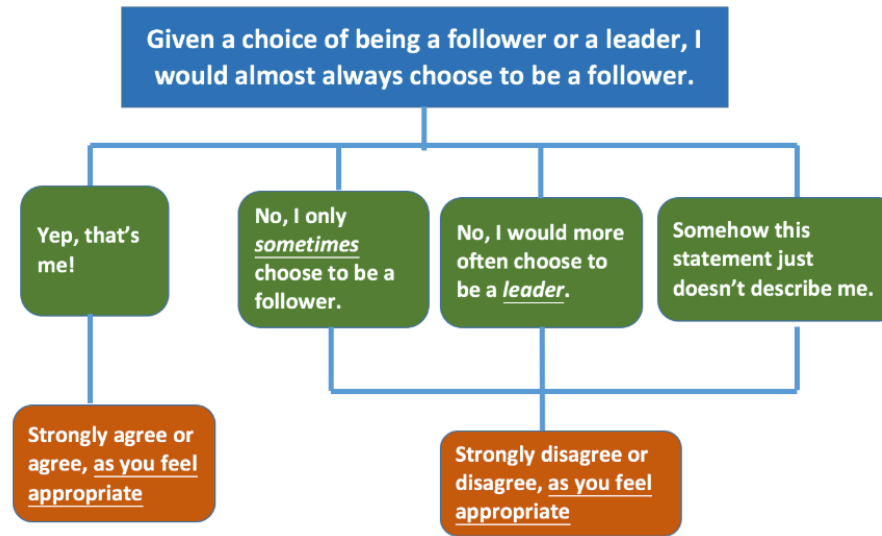 Given a choice of being a follower or a leader, I
would almost always choose to be a follower.
Yep, that’s
me!
No, I only
sometimes
choose to be a
follower.
No, I would more
often choose to
be a leader.
Somehow this
statement just
doesn’t describe me.
Strongly agree or
agree, as you feel
appropriate
Strongly disagree or
disagree, as you feel
appropriate